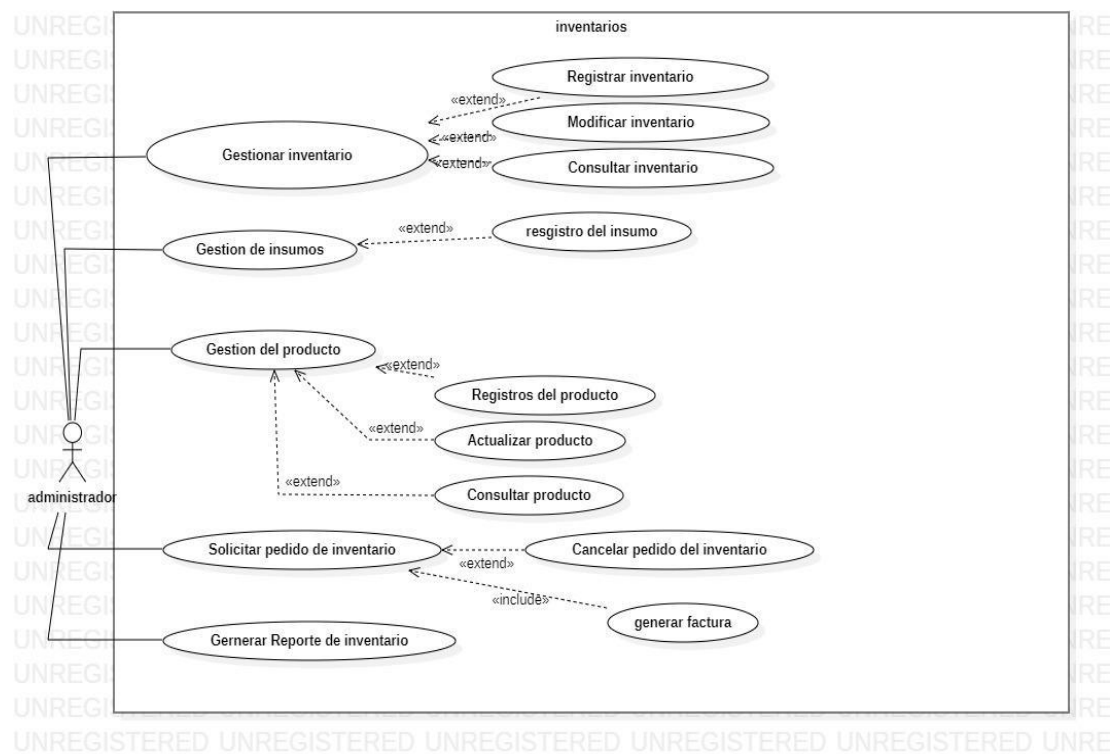 inventarios
Registrar inventario
«extend»
Modificar inventario
«extend»
Gestionar inventario
«extend»
Consultar inventario
«extend»
resgistro del insumo
Gestion de insumos
Gestion del producto
«extend»
Registros del producto
«extend»
Actualizar producto
«extend»
Consultar producto
administrador
Solicitar pedido de inventario
Cancelar pedido del inventario
«extend»
«include»
generar factura
Gernerar Reporte de inventario
UNREGISTERED UNREGISTERED UNREGISTERED UNREGISTERED UNREGISTERED UNRE